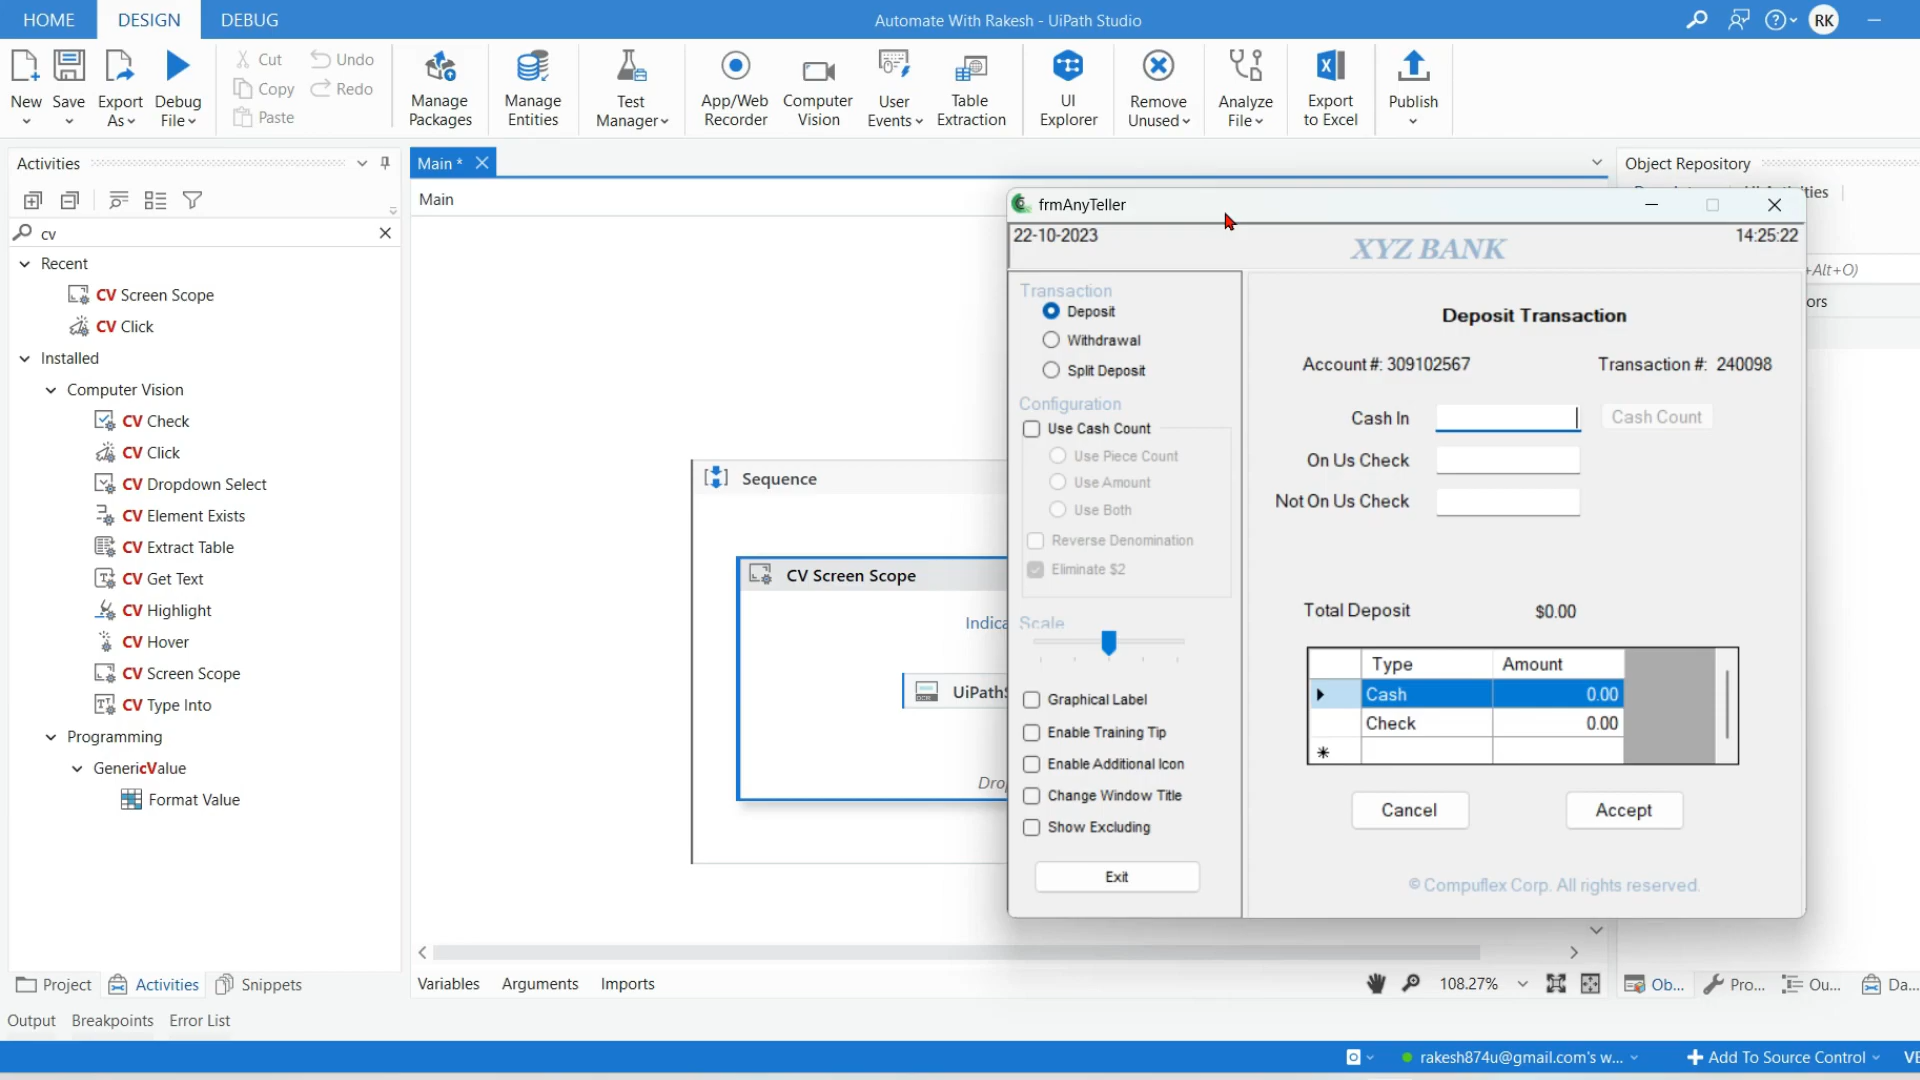 HOME
DESIGN
DEBUG
Automate With Rakesh - UiPath Studio
RK
New
Save
Export As
Debug File
Cut
Copy
Paste
Undo
Redo
Manage Packages
Manage Entities
Test Manager
App/Web Recorder
Computer Vision
User Events
Table Extraction
UI Explorer
Remove Unused
Analyze File
Export to Excel
Publish
Activities
cv
Recent
CV Screen Scope
CV Click
Installed
Computer Vision
CV Check
CV Click
CV Dropdown Select
CV Element Exists
CV Extract Table
CV Get Text
CV Highlight
CV Hover
CV Screen Scope
CV Type Into
Programming
GenericValue
Format Value
Project
Activities
Snippets
Main *
Main
Sequence
CV Screen Scope
Indica
UiPathS
Dro
Variables
Arguments
Imports
108.27%
frmAnyTeller
22-10-2023
XYZ BANK
14:25:22
Transaction
Deposit
Withdrawal
Split Deposit
Configuration
Use Cash Count
Use Piece Count
Use Amount
Use Both
Reverse Denomination
Eliminate $2
Scale
Graphical Label
Enable Training Tip
Enable Additional Icon
Change Window Title
Show Excluding
Exit
Deposit Transaction
Account #: 309102567
Transaction #: 240098
Cash In
Cash Count
On Us Check
Not On Us Check
Total Deposit
$0.00
Type
Amount
Cash
0.00
Check
0.00
Cancel
Accept
© Compuflex Corp. All rights reserved.
Object Repository
ities
+Alt+O)
ors
Ob...
Pro...
Ou...
Da...
Output
Breakpoints
Error List
rakesh874u@gmail.com's w...
Add To Source Control
VB